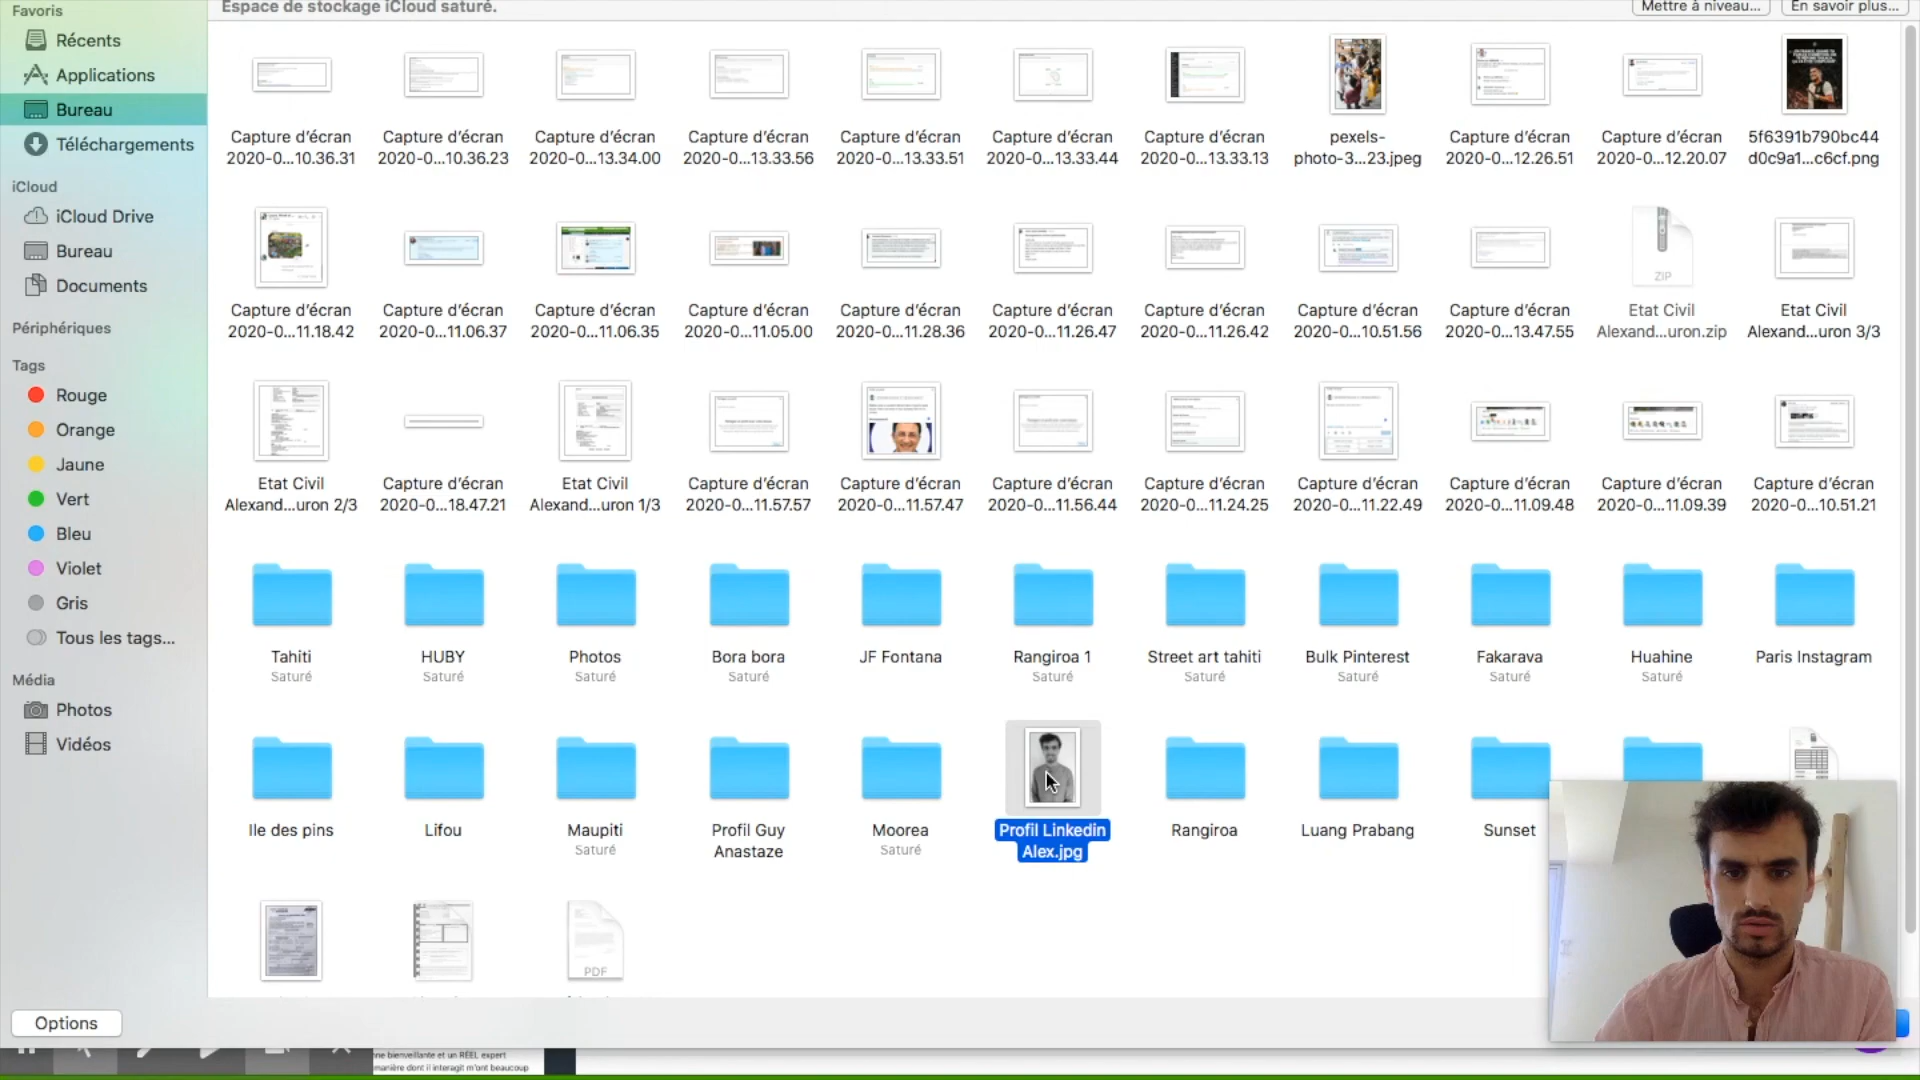 Favoris
Espace de stockage iCloud saturé.
Mettre à niveau...
En savoir plus...
Récents
Applications
Bureau
Téléchargements
iCloud
iCloud Drive
Bureau
Documents
Périphériques
Tags
Rouge
Orange
Jaune
Vert
Bleu
Violet
Gris
Tous les tags...
Média
Photos
Vidéos
Capture d'écran
2020-0...10.36.31
Capture d'écran
2020-0...10.36.23
Capture d'écran
2020-0...13.34.00
Capture d'écran
2020-0...13.33.56
Capture d'écran
2020-0...13.33.51
Capture d'écran
2020-0...13.33.44
Capture d'écran
2020-0...13.33.13
pexels-
photo-3...23.jpeg
Capture d'écran
2020-0...12.26.51
Capture d'écran
2020-0...12.20.07
5f6391b790bc44
d0c9a1...c6cf.png
Capture d'écran
2020-0...11.18.42
Capture d'écran
2020-0...11.06.37
Capture d'écran
2020-0...11.06.35
Capture d'écran
2020-0...11.05.00
Capture d'écran
2020-0...11.28.36
Capture d'écran
2020-0...11.26.47
Capture d'écran
2020-0...11.26.42
Capture d'écran
2020-0...10.51.56
Capture d'écran
2020-0...13.47.55
ZIP
Etat Civil
Alexand...uron.zip
Etat Civil
Alexand...uron 3/3
Etat Civil
Alexand...uron 2/3
Capture d'écran
2020-0...18.47.21
Etat Civil
Alexand...uron 1/3
Capture d'écran
2020-0...11.57.57
Capture d'écran
2020-0...11.57.47
Capture d'écran
2020-0...11.56.44
Capture d'écran
2020-0...11.24.25
Capture d'écran
2020-0...11.22.49
Capture d'écran
2020-0...11.09.48
Capture d'écran
2020-0...11.09.39
Capture d'écran
2020-0...10.51.21
Tahiti
Saturé
HUBY
Saturé
Photos
Saturé
Bora bora
Saturé
JF Fontana
Rangiroa 1
Saturé
Street art tahiti
Saturé
Bulk Pinterest
Saturé
Fakarava
Saturé
Huahine
Saturé
Paris Instagram
Ile des pins
Lifou
Maupiti
Saturé
Profil Guy
Anastaze
Moorea
Saturé
Profil Linkedin
Alex.jpg
Rangiroa
Luang Prabang
Sunset
PDF
Options
ne bienveillante et un RÉEL expert
manière dont il interagit m'ont beaucoup